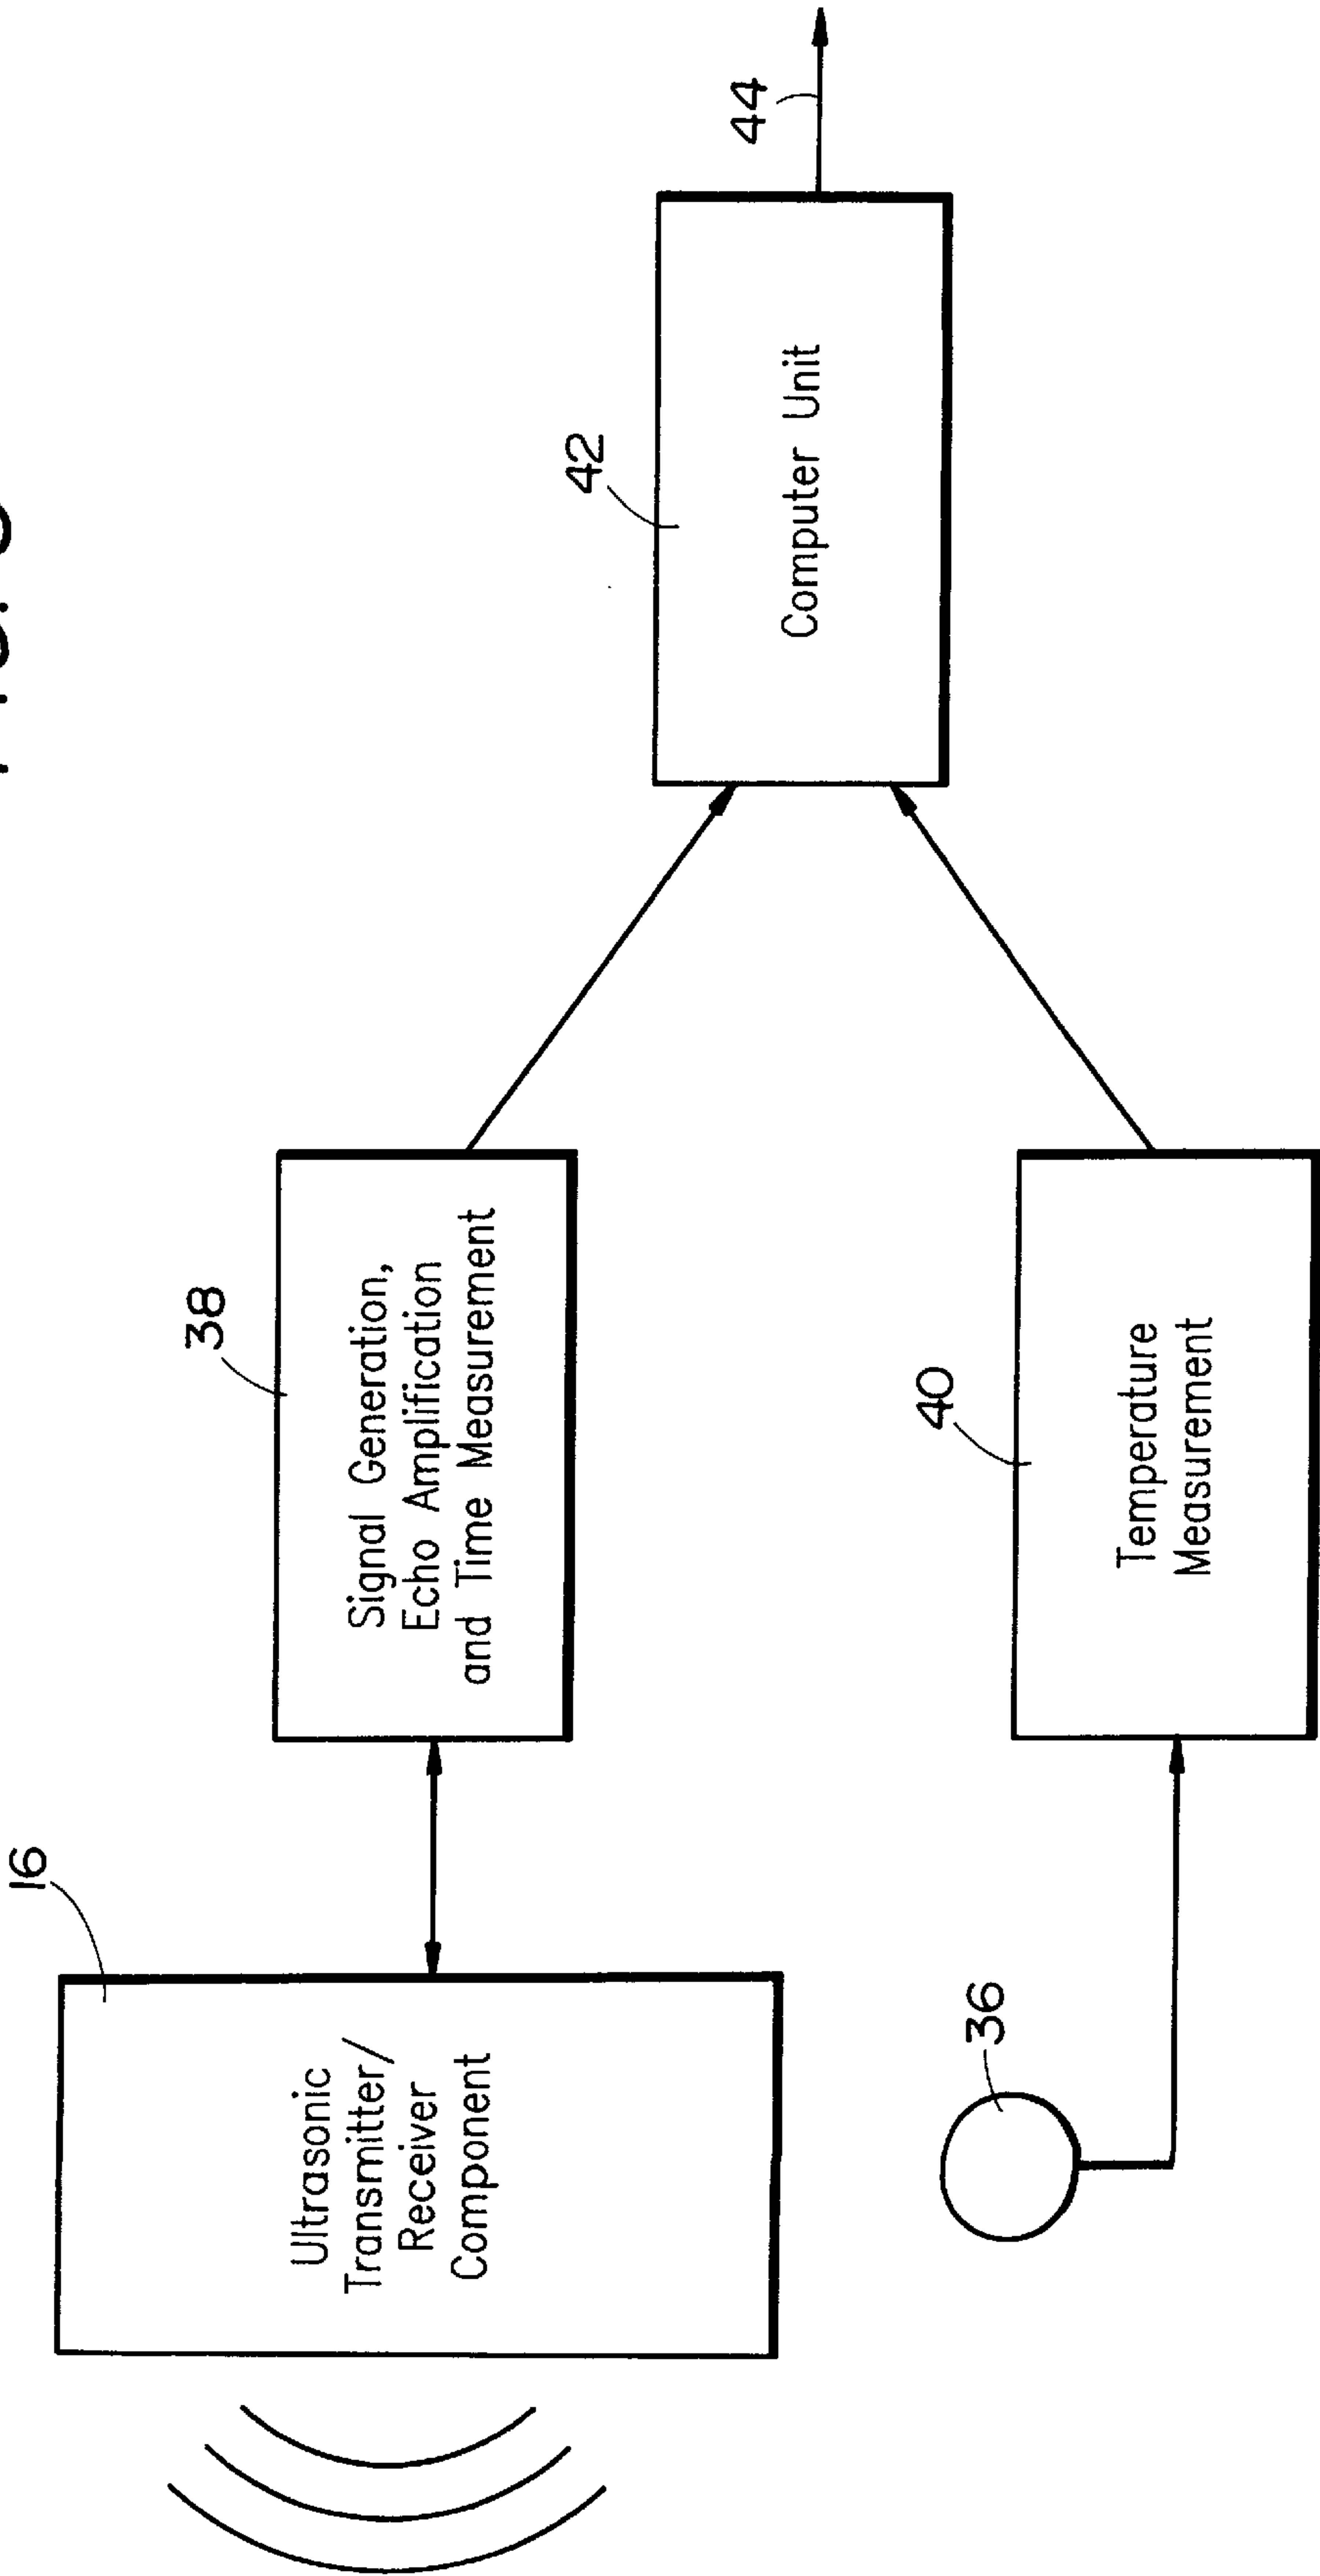 16
Ultrasonic
Transmitter/
Receiver
Component
38
Signal Generation,
Echo Amplification
and Time Measurement
42
Computer Unit
44
36
40
Temperature
Measurement